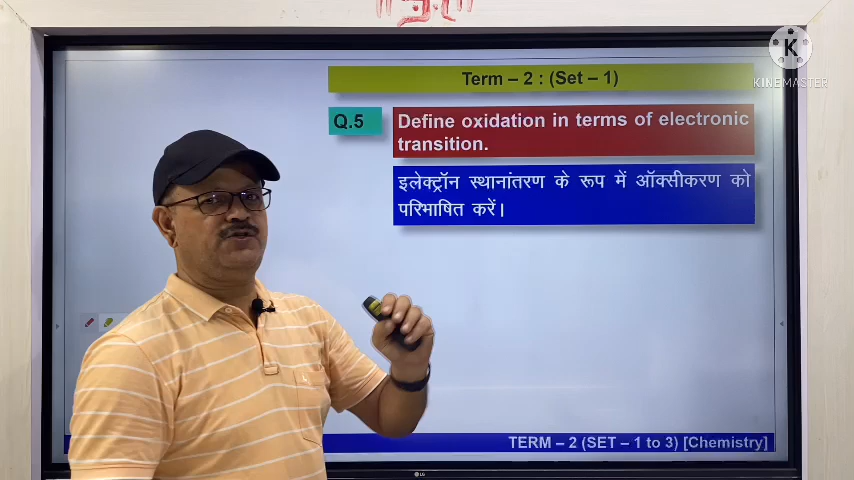 K
KINEMASTER
Term – 2 : (Set – 1)
Q.5
Define oxidation in terms of electronic
transition.
इलेक्ट्रॉन स्थानांतरण के रूप में ऑक्सीकरण को
परिभाषित करें।
TERM – 2 (SET – 1 to 3) [Chemistry]
LG